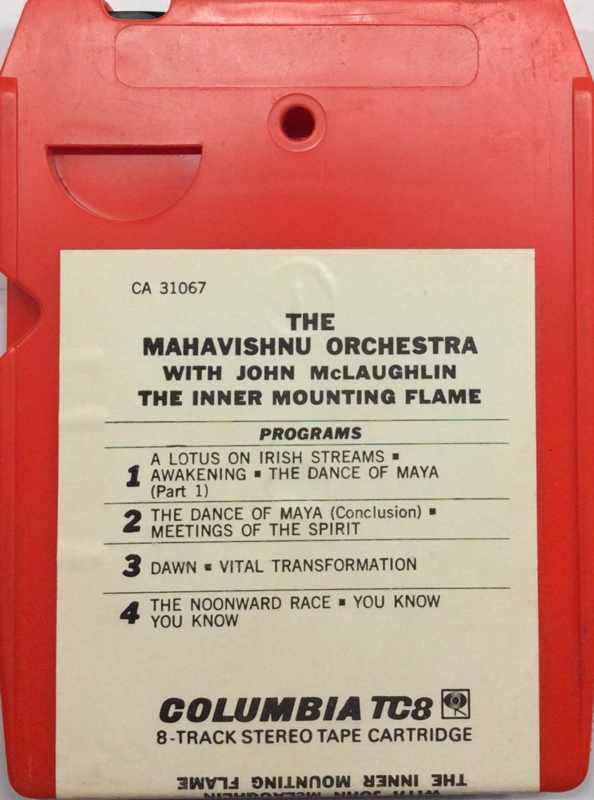 CA 31067
THE
MAHAVISHNU ORCHESTRA
WITH JOHN McLAUGHLIN
THE INNER MOUNTING FLAME
PROGRAMS
1 A LOTUS ON IRISH STREAMS ▪
AWAKENING ▪ THE DANCE OF MAYA
(Part 1)
2 THE DANCE OF MAYA (Conclusion) ▪
MEETINGS OF THE SPIRIT
3 DAWN ▪ VITAL TRANSFORMATION
4 THE NOONWARD RACE ▪ YOU KNOW
YOU KNOW
COLUMBIA TC8
8-TRACK STEREO TAPE CARTRIDGE
THE INNER MOUNTING FLAME
WITH JOHN McLAUGHLIN